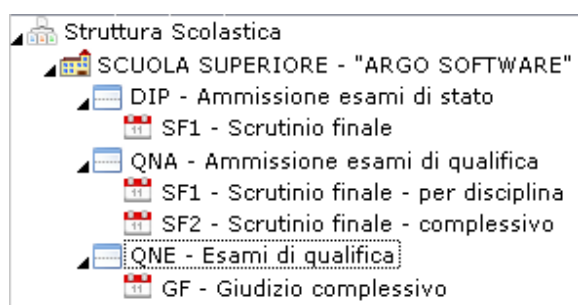 Struttura Scolastica
SCUOLA SUPERIORE - "ARGO SOFTWARE"
DIP - Ammissione esami di stato
SF1 - Scrutinio finale
QNA - Ammissione esami di qualifica
SF1 - Scrutinio finale - per disciplina
SF2 - Scrutinio finale - complessivo
QNE - Esami di qualifica
GF - Giudizio complessivo